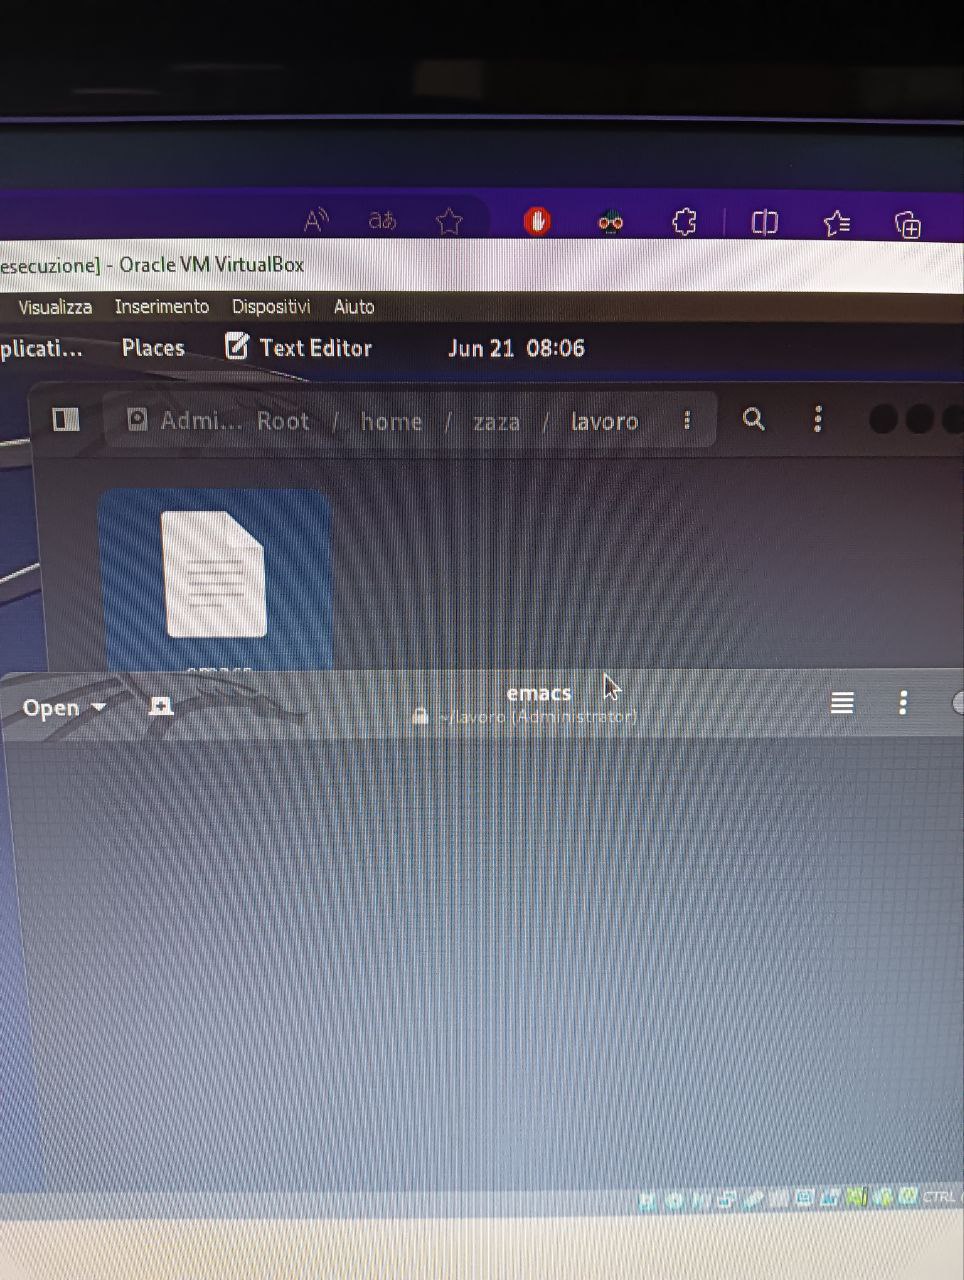 esecuzione] - Oracle VM VirtualBox
Visualizza Inserimento Dispositivi Aiuto
plicati... Places Text Editor Jun 21 08:06
Admi... Root / home / zaza / lavoro
emacs
Open emacs
~/lavoro (Administrator)
CTRL